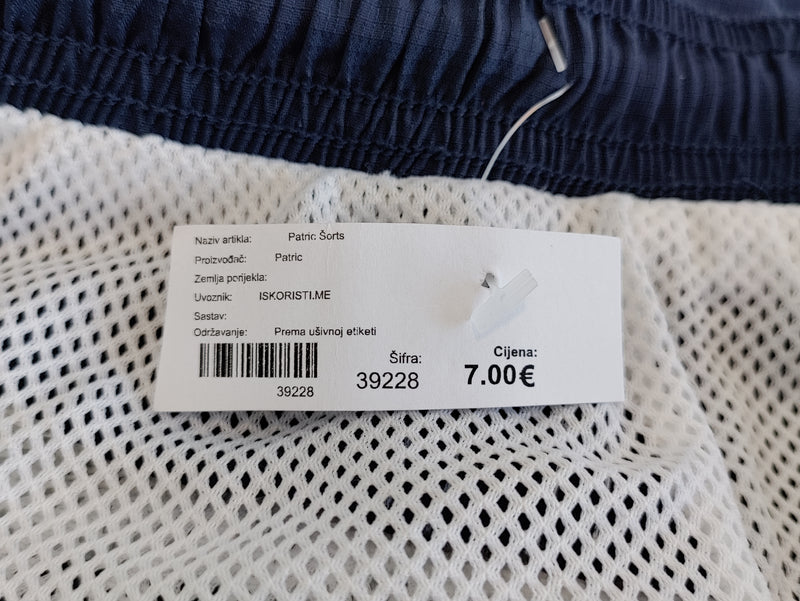 Naziv artikla: Patric Šorts
Proizvođač: Patric
Zemlja porijekla:
Uvoznik: ISKORISTI.ME
Sastav:
Održavanje: Prema ušivnoj etiketi
39228
Šifra:
39228
Cijena:
7.00€